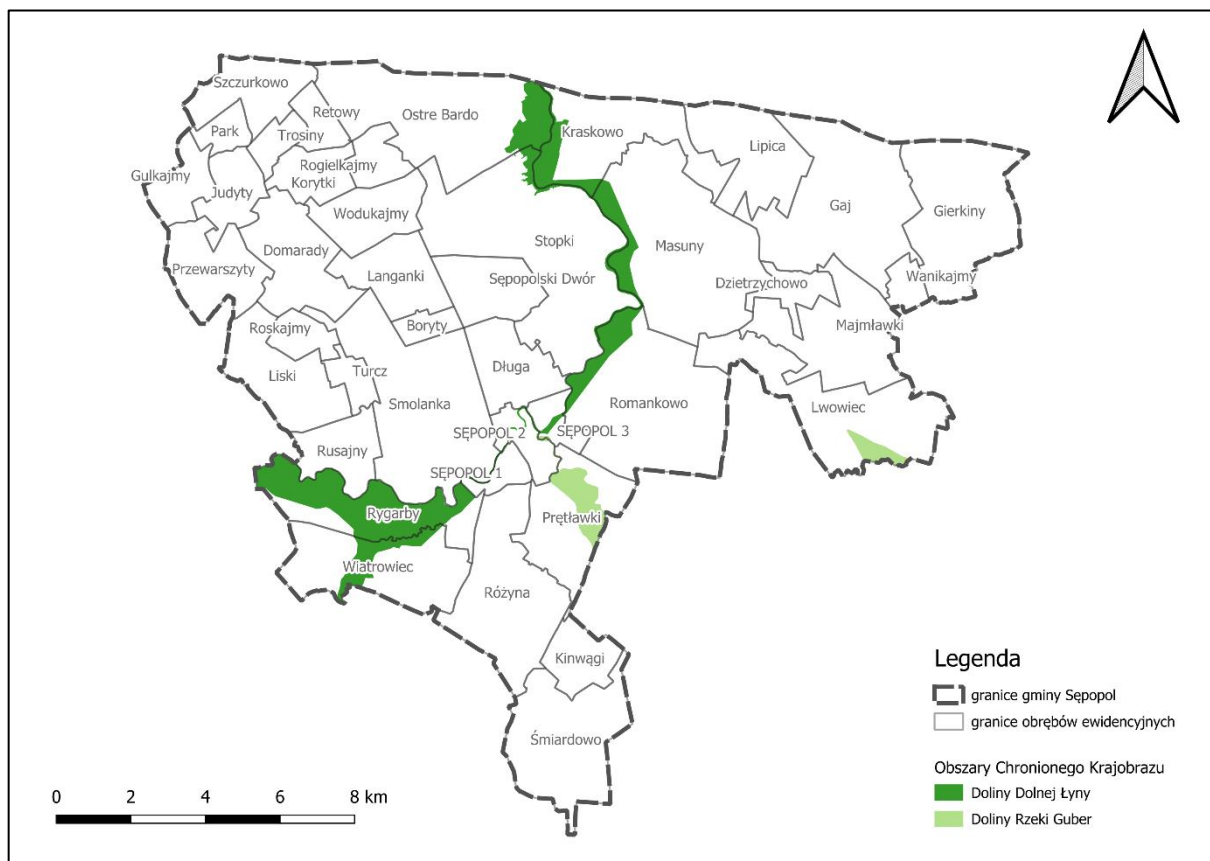 Szczurkowo
Ostre Bardo
Retowy
Park
Trosiny
Kraskowo
Lipica
Rogielkajmy
Gulkajmy
Korytki
Judyty
Wodukajmy
Gaj
Gierkiny
Stopki
Masuny
Domarady
Przewarszyty
Langanki
Sępopolski Dwór
Dzietrzychowo
Wanikajmy
Roskajmy
Boryty
Majmławki
Długa
Liski
Turcz
Smolanka
Romankowo
Lwowiec
SĘPOPOL 2
SĘPOPOL 3
Rusajny
SĘPOPOL 1
Rygarby
Prętławki
Wiatrowiec
Różyna
Kinwągi
Śmiardowo
Legenda
granice gminy Sępopol
granice obrębów ewidencyjnych
Obszary Chronionego Krajobrazu
Doliny Dolnej Łyny
Doliny Rzeki Guber
0 2 4 6 8 km